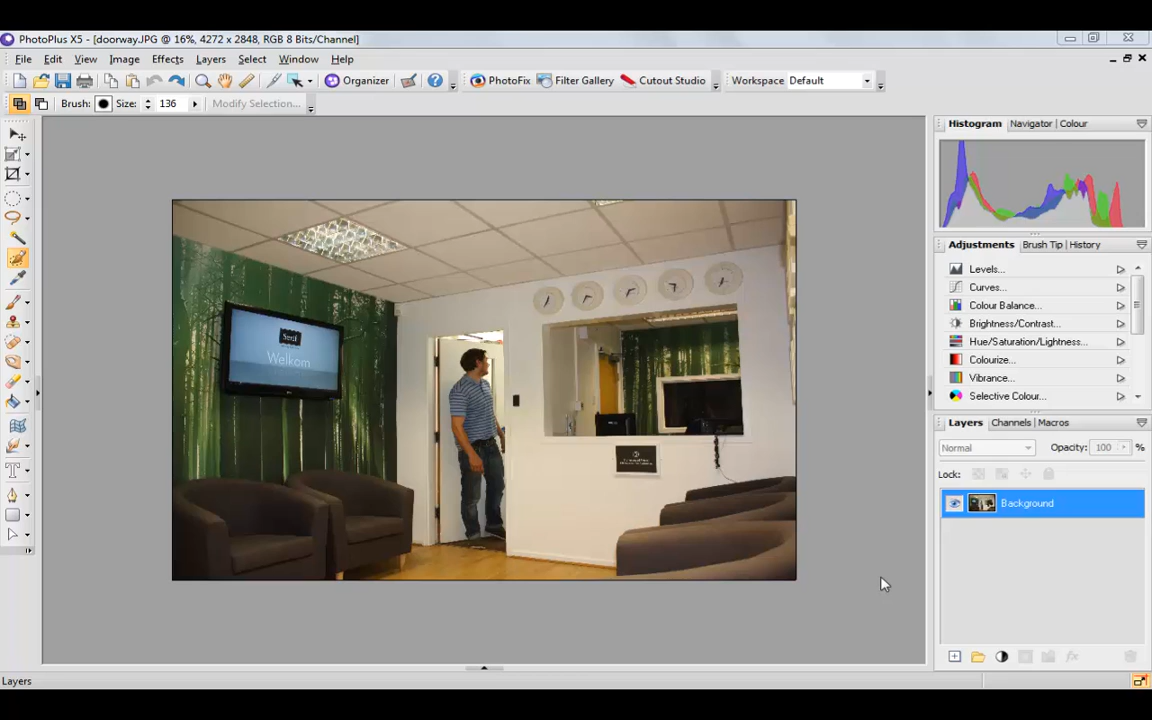 PhotoPlus X5 - [doorway.JPG @ 16%, 4272 x 2848, RGB 8 Bits/Channel]
File Edit View Image Effects Layers Select Window Help
Organizer PhotoFix Filter Gallery Cutout Studio Workspace Default
Brush: Size: 136 Modify Selection...
Histogram Navigator | Colour
Adjustments Brush Tip | History
Levels...
Curves...
Colour Balance...
Brightness/Contrast...
Hue/Saturation/Lightness...
Colourize...
Vibrance...
Selective Colour...
Layers Channels | Macros
Normal Opacity: 100 %
Lock:
Background
Serif
Welkom
Layers